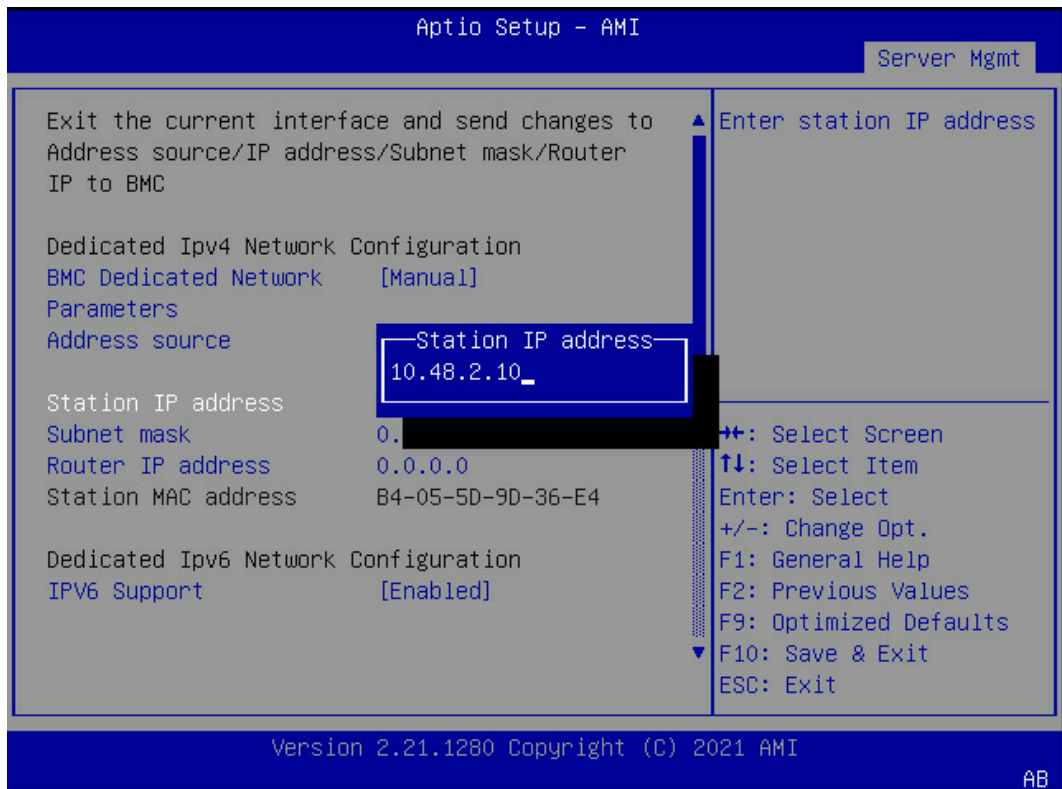 Aptio Setup – AMI
Server Mgmt
Exit the current interface and send changes to
Address source/IP address/Subnet mask/Router
IP to BMC
Dedicated Ipv4 Network Configuration
BMC Dedicated Network [Manual]
Parameters
Address source
Station IP address
Subnet mask 0.
Router IP address 0.0.0.0
Station MAC address B4-05-5D-9D-36-E4
Dedicated Ipv6 Network Configuration
IPV6 Support [Enabled]
Station IP address
10.48.2.10_
Enter station IP address
→←: Select Screen
↑↓: Select Item
Enter: Select
+/-: Change Opt.
F1: General Help
F2: Previous Values
F9: Optimized Defaults
F10: Save & Exit
ESC: Exit
Version 2.21.1280 Copyright (C) 2021 AMI
AB